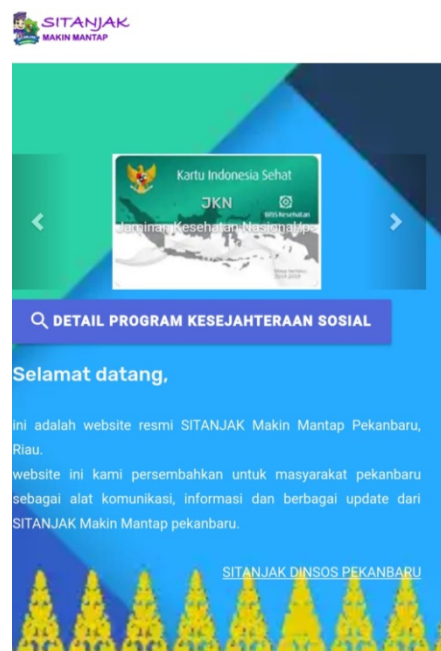 SITANJAK
MAKIN MANTAP
Kartu Indonesia Sehat
JKN
BPJS Kesehatan
Jaminan Kesehatan Nasional/p>
DETAIL PROGRAM KESEJAHTERAAN SOSIAL
Selamat datang,
ini adalah website resmi SITANJAK Makin Mantap Pekanbaru,
Riau.
website ini kami persembahkan untuk masyarakat pekanbaru
sebagai alat komunikasi, informasi dan berbagai update dari
SITANJAK Makin Mantap pekanbaru.
SITANJAK DINSOS PEKANBARU